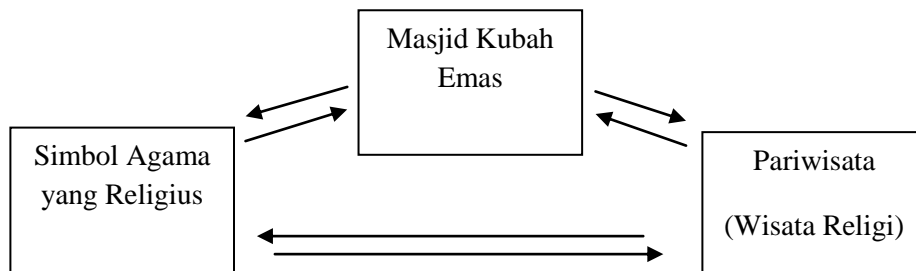 Masjid Kubah
Emas
Simbol Agama
yang Religius
Pariwisata
(Wisata Religi)